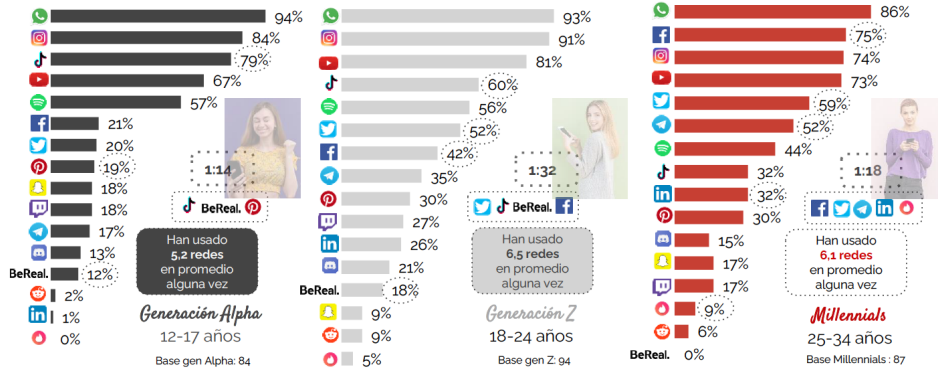 94%
84%
79%
67%
57%
21%
20%
19%
18%
18%
17%
13%
BeReal. 12%
2%
1%
0%
1:14
BeReal.
Han usado
5,2 redes
en promedio
alguna vez
Generación Alpha
12-17 años
Base gen Alpha: 84
93%
91%
81%
60%
56%
52%
42%
35%
30%
27%
26%
21%
BeReal. 18%
9%
9%
5%
1:32
BeReal.
Han usado
6,5 redes
en promedio
alguna vez
Generación Z
18-24 años
Base gen Z: 94
86%
75%
74%
73%
59%
52%
44%
32%
32%
30%
15%
17%
17%
9%
6%
BeReal. 0%
1:18
Han usado
6,1 redes
en promedio
alguna vez
Millennials
25-34 años
Base Millennials : 87